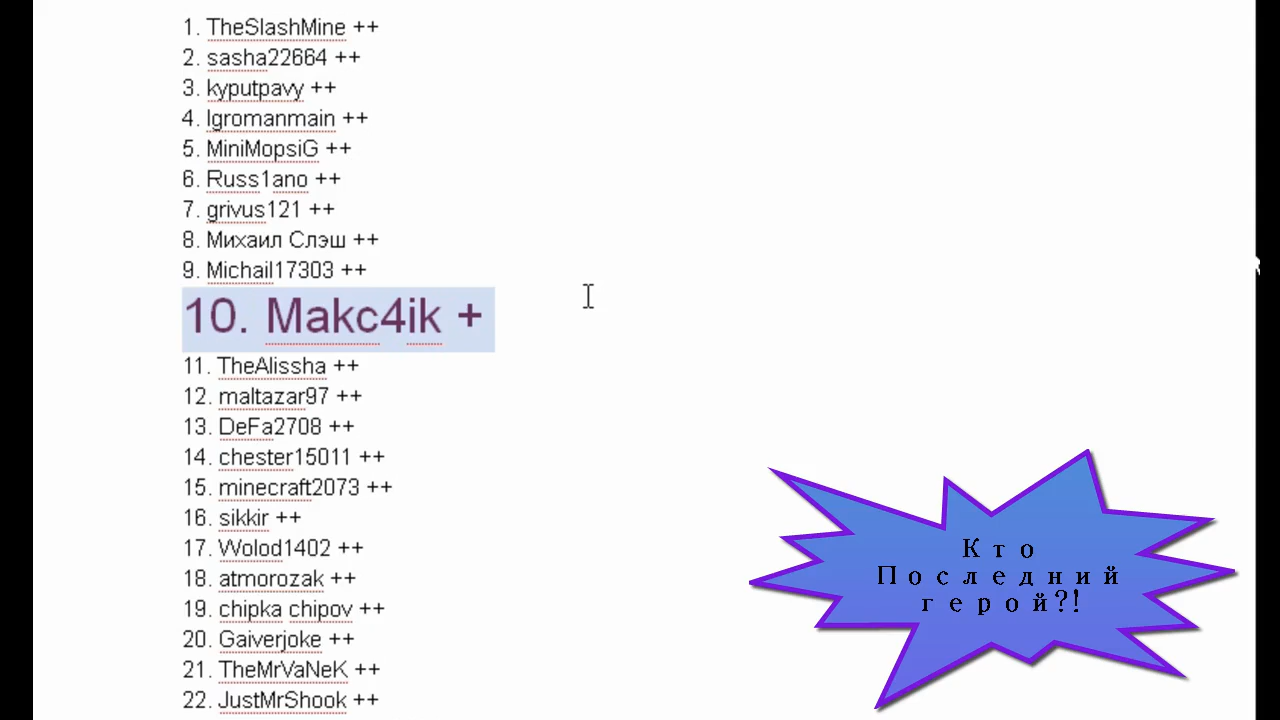 1. TheSlashMine ++
2. sasha22664 ++
3. kyputpavy ++
4. Igromanmain ++
5. MiniMopsiG ++
6. Russ1ano ++
7. grivus121 ++
8. Михаил Слэш ++
9. Michail17303 ++
10. Makc4ik +
11. TheAlissha ++
12. maltazar97 ++
13. DeFa2708 ++
14. chester15011 ++
15. minecraft2073 ++
16. sikkir ++
17. Wolod1402 ++
18. atmorozak ++
19. chipka chipov ++
20. Gaiverjoke ++
21. TheMrVaNeK ++
22. JustMrShook ++
Кто
Последний
герой?!